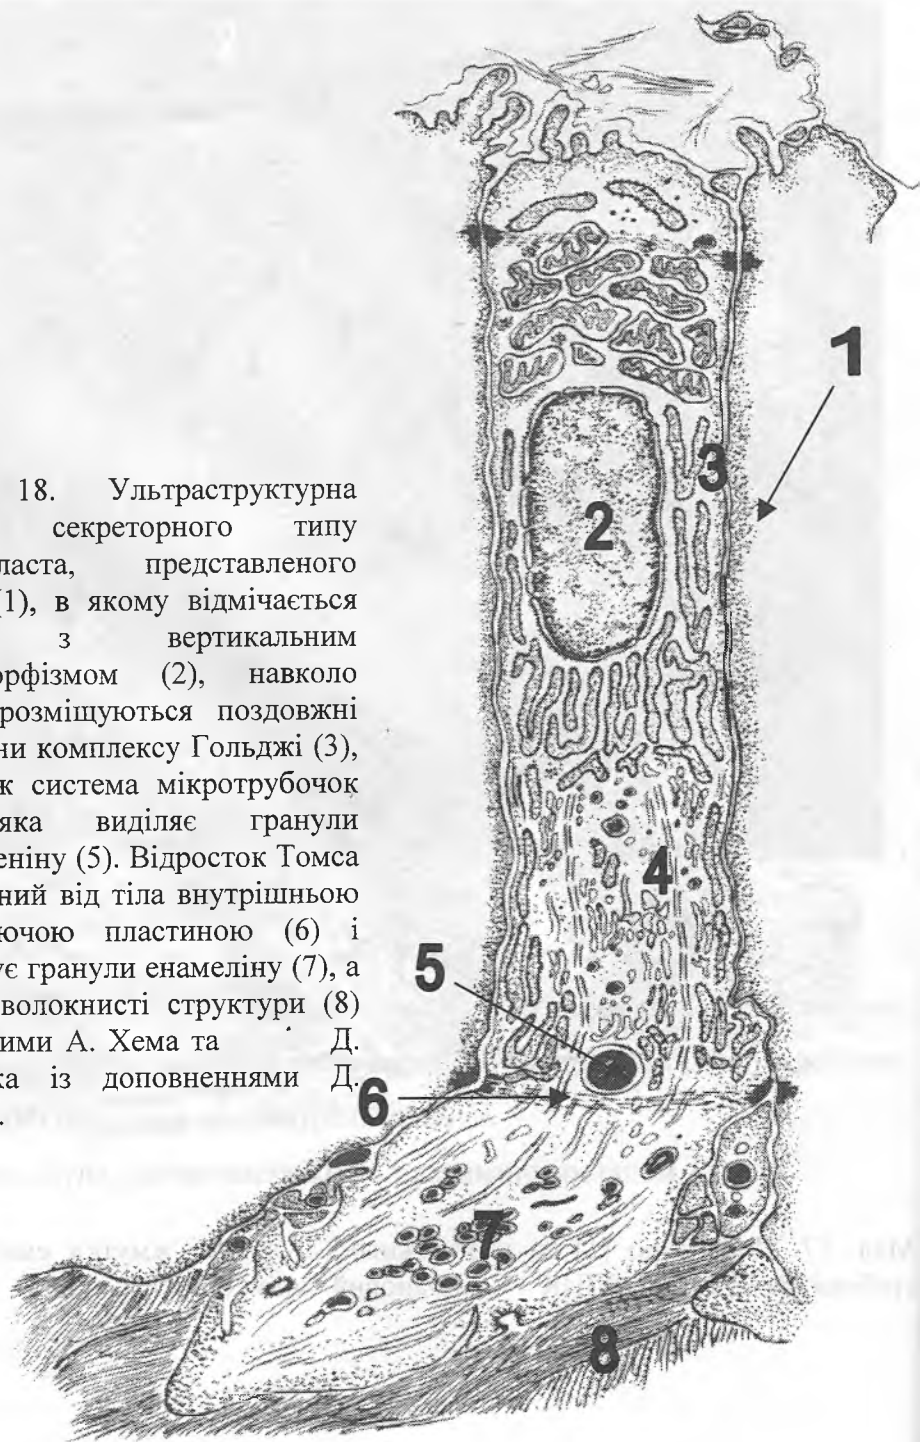 18. Ультраструктурна
секреторного типу
ласта, представленого
(1), в якому відмічається
з вертикальним
орфізмом (2), навколо
розміщуються поздовжні
ни комплексу Гольджі (3),
ж система мікротрубочок
яка виділяє гранули
еніну (5). Відросток Томса
ний від тіла внутрішньою
ючою пластиною (6) і
ує гранули енамеліну (7), а
волокнисті структури (8)
ими А. Хема та Д.
ка із доповненнями Д.
.
1
2
3
4
5
6
7
8